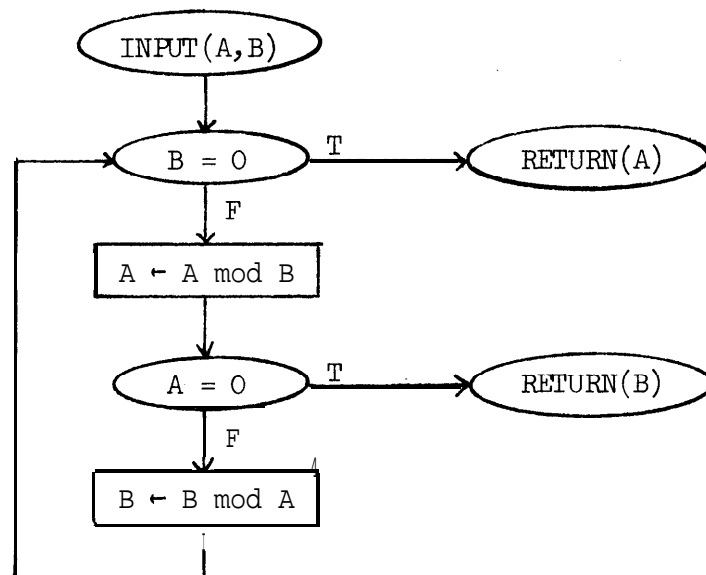 INPUT(A,B)
B = 0
T
RETURN(A)
F
A ← A mod B
A = 0
T
RETURN(B)
F
B ← B mod A